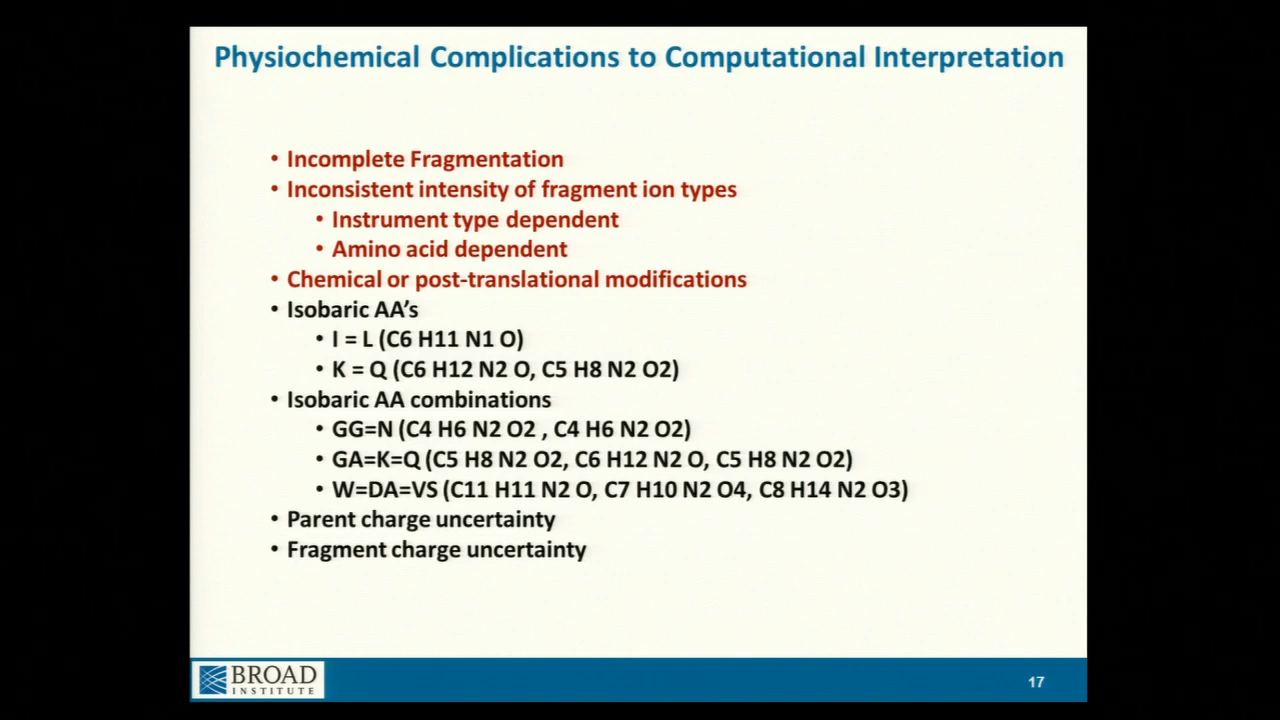 Physiochemical Complications to Computational Interpretation
• Incomplete Fragmentation
• Inconsistent intensity of fragment ion types
• Instrument type dependent
• Amino acid dependent
• Chemical or post-translational modifications
• Isobaric AA's
• I = L (C6 H11 N1 O)
• K = Q (C6 H12 N2 O, C5 H8 N2 O2)
• Isobaric AA combinations
• GG=N (C4 H6 N2 O2 , C4 H6 N2 O2)
• GA=K=Q (C5 H8 N2 O2, C6 H12 N2 O, C5 H8 N2 O2)
• W=DA=VS (C11 H11 N2 O, C7 H10 N2 O4, C8 H14 N2 O3)
• Parent charge uncertainty
• Fragment charge uncertainty
BROAD
INSTITUTE
17